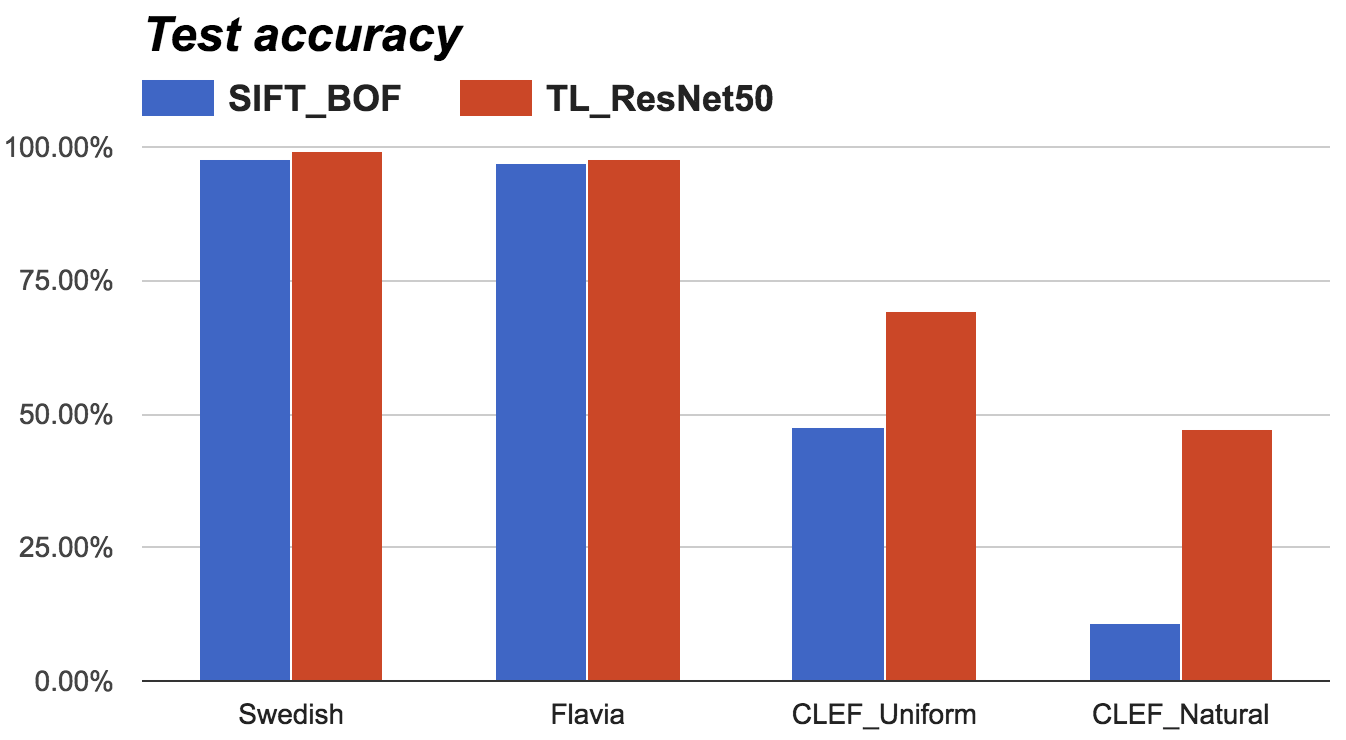 Test accuracy
SIFT_BOF TL_ResNet50
100.00%
75.00%
50.00%
25.00%
0.00%
Swedish Flavia CLEF_Uniform CLEF_Natural